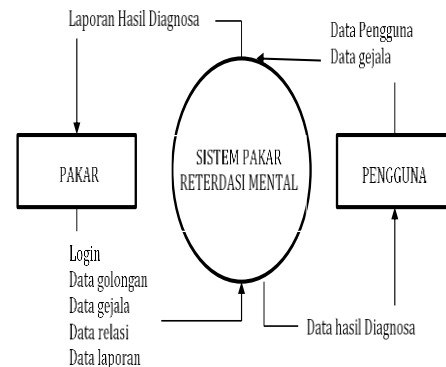 Laporan Hasil Diagnosa
Data Pengguna
Data gejala
PAKAR
SISTEM PAKAR
RETERDASI MENTAL
PENGGUNA
Login
Data golongan
Data gejala
Data relasi
Data laporan
Data hasil Diagnosa